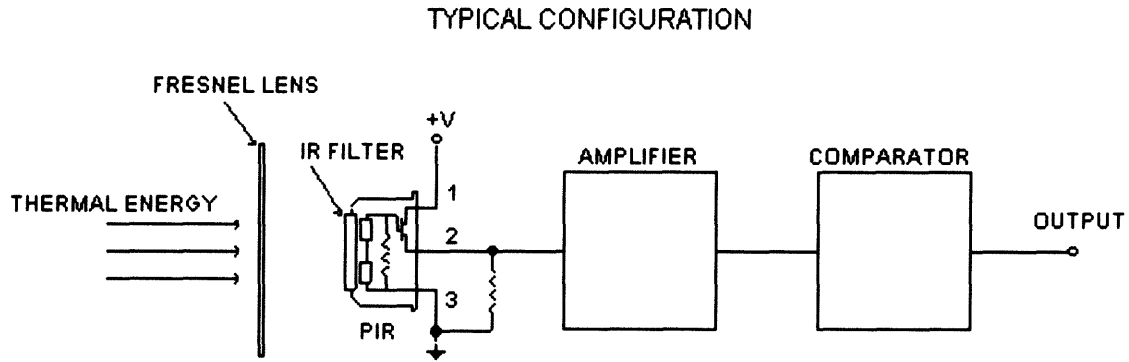 TYPICAL CONFIGURATION
FRESNEL LENS
+V
IR FILTER
AMPLIFIER
COMPARATOR
1
THERMAL ENERGY
OUTPUT
2
3
PIR